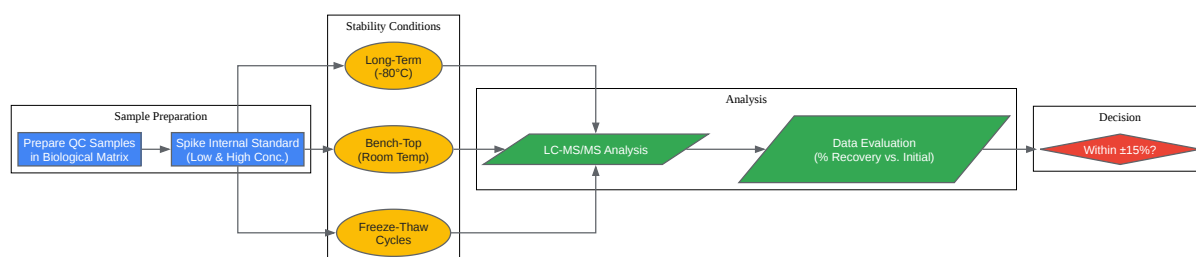 Sample Preparation
Prepare QC Samples
in Biological Matrix
Spike Internal Standard
(Low & High Conc.)
Stability Conditions
Long-Term
(-80°C)
Bench-Top
(Room Temp)
Freeze-Thaw
Cycles
Analysis
LC-MS/MS Analysis
Data Evaluation
(% Recovery vs. Initial)
Decision
Within ±15%?